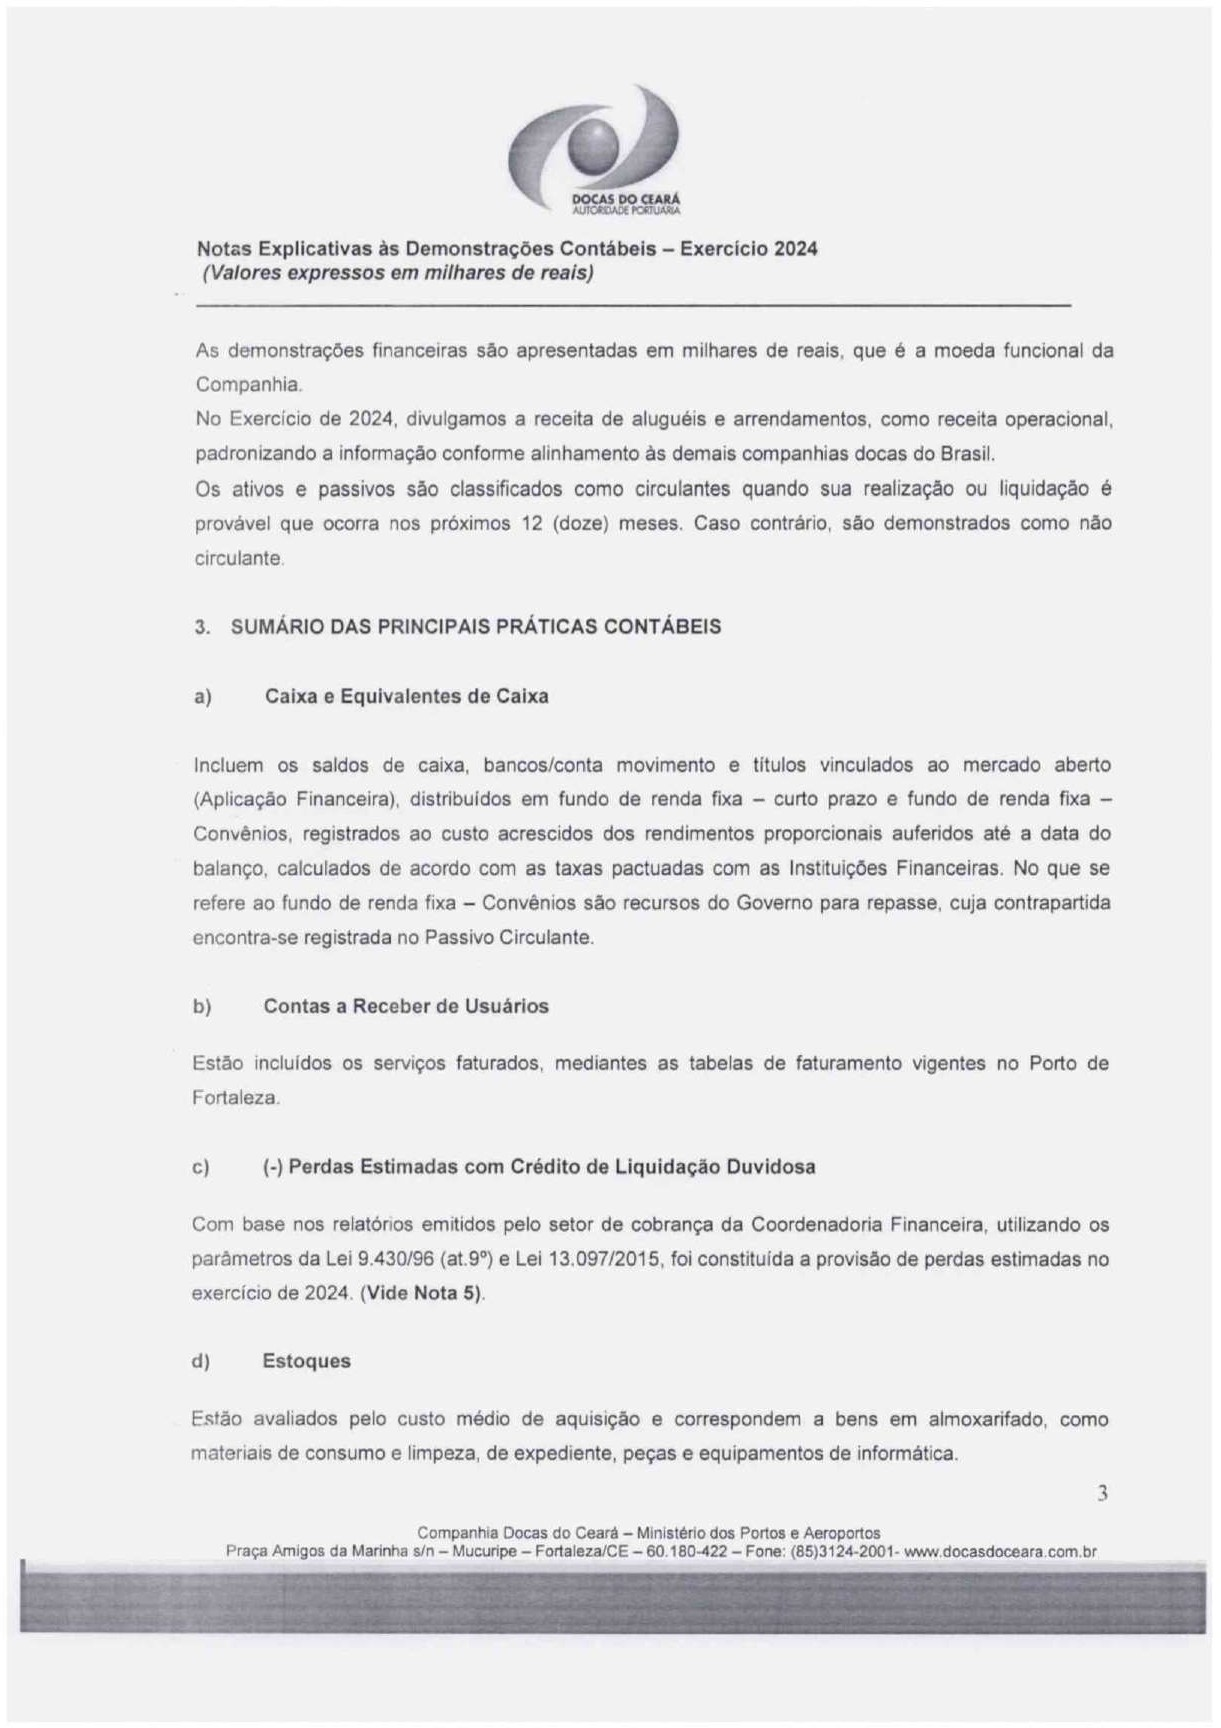 DOCAS DO CEARÁ
AUTORIDADE PORTUÁRIA
Notas Explicativas às Demonstrações Contábeis – Exercício 2024
(Valores expressos em milhares de reais)
As demonstrações financeiras são apresentadas em milhares de reais, que é a moeda funcional da
Companhia.
No Exercício de 2024, divulgamos a receita de aluguéis e arrendamentos, como receita operacional,
padronizando a informação conforme alinhamento às demais companhias docas do Brasil.
Os ativos e passivos são classificados como circulantes quando sua realização ou liquidação é
provável que ocorra nos próximos 12 (doze) meses. Caso contrário, são demonstrados como não
circulante.
3. SUMÁRIO DAS PRINCIPAIS PRÁTICAS CONTÁBEIS
a) Caixa e Equivalentes de Caixa
Incluem os saldos de caixa, bancos/conta movimento e títulos vinculados ao mercado aberto
(Aplicação Financeira), distribuídos em fundo de renda fixa – curto prazo e fundo de renda fixa –
Convênios, registrados ao custo acrescidos dos rendimentos proporcionais auferidos até a data do
balanço, calculados de acordo com as taxas pactuadas com as Instituições Financeiras. No que se
refere ao fundo de renda fixa – Convênios são recursos do Governo para repasse, cuja contrapartida
encontra-se registrada no Passivo Circulante.
b) Contas a Receber de Usuários
Estão incluídos os serviços faturados, mediantes as tabelas de faturamento vigentes no Porto de
Fortaleza.
c) (-) Perdas Estimadas com Crédito de Liquidação Duvidosa
Com base nos relatórios emitidos pelo setor de cobrança da Coordenadoria Financeira, utilizando os
parâmetros da Lei 9.430/96 (at.9º) e Lei 13.097/2015, foi constituída a provisão de perdas estimadas no
exercício de 2024. (Vide Nota 5).
d) Estoques
Estão avaliados pelo custo médio de aquisição e correspondem a bens em almoxarifado, como
materiais de consumo e limpeza, de expediente, peças e equipamentos de informática.
3
Companhia Docas do Ceará – Ministério dos Portos e Aeroportos
Praça Amigos da Marinha s/n – Mucuripe – Fortaleza/CE – 60.180-422 – Fone: (85)3124-2001- www.docasdoceara.com.br